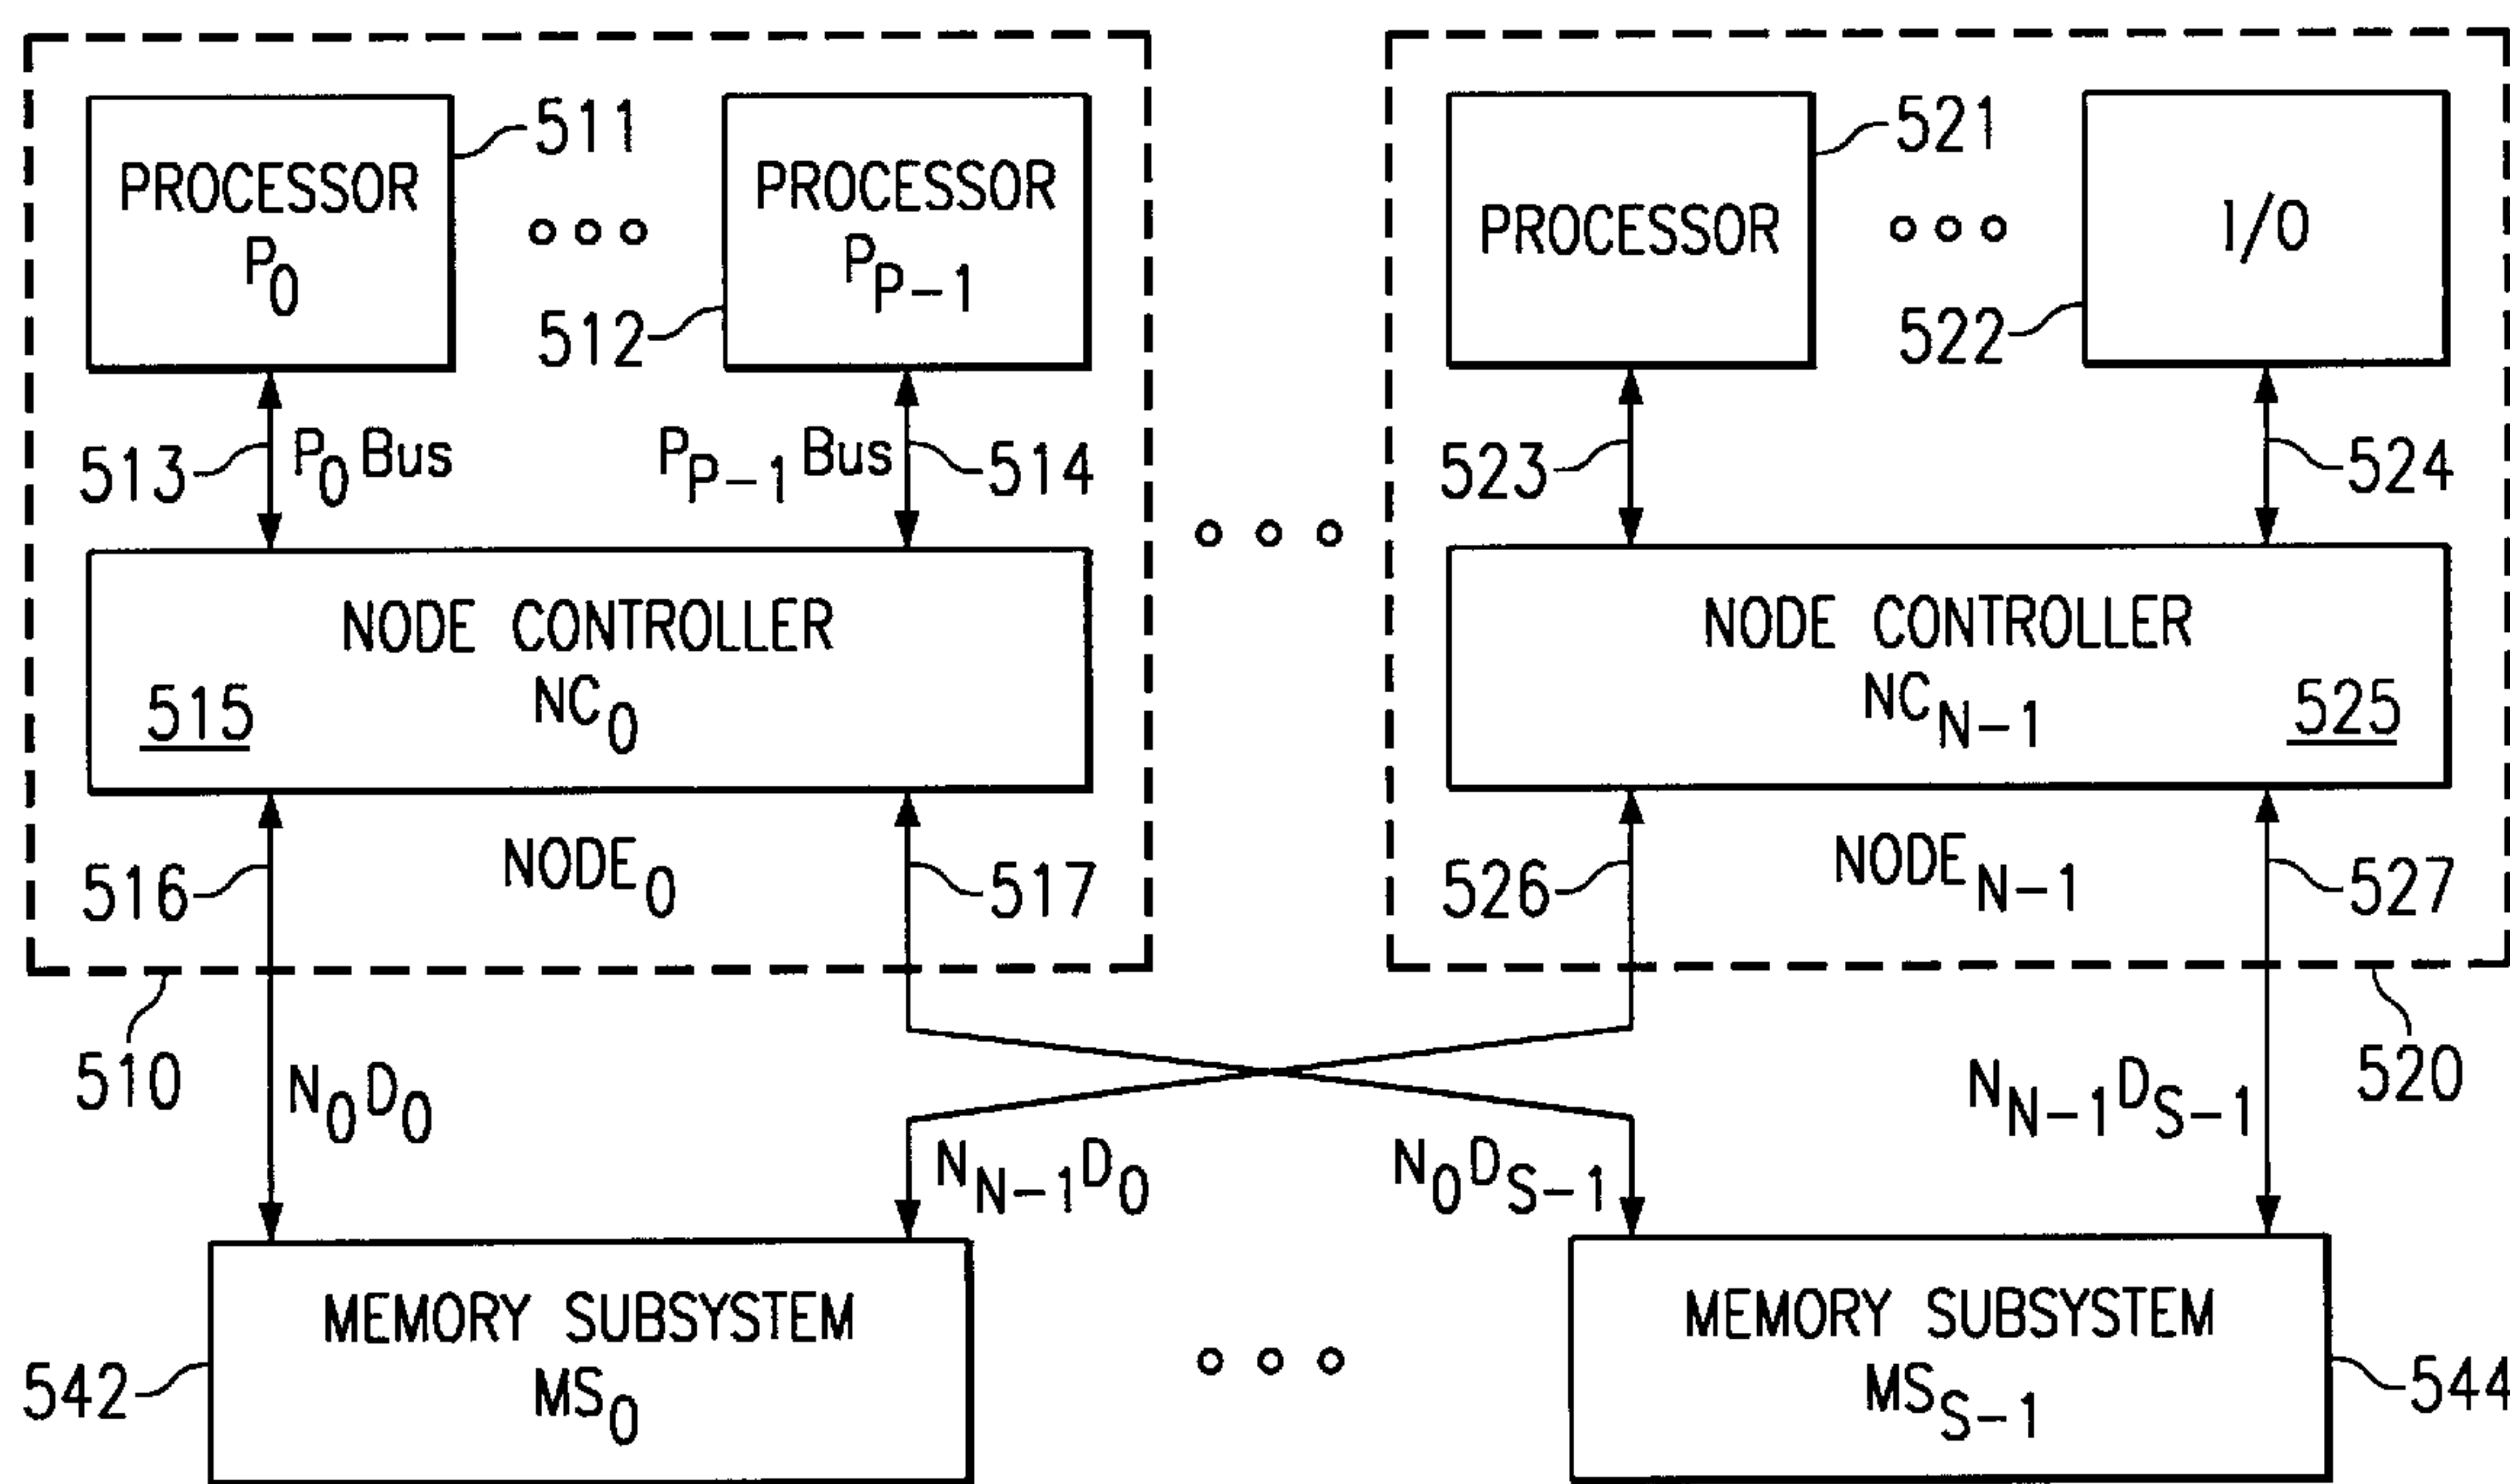 PROCESSOR
P0
511
PROCESSOR
PP-1
512
PROCESSOR
521
I/O
522
513
P0 Bus
PP-1 Bus
514
523
524
NODE CONTROLLER
NC0
515
NODE CONTROLLER
NCN-1
525
516
NODE0
517
526
NODEN-1
527
510
N0D0
NN-1D0
N0DS-1
NN-1DS-1
520
MEMORY SUBSYSTEM
MS0
542
MEMORY SUBSYSTEM
MSS-1
544